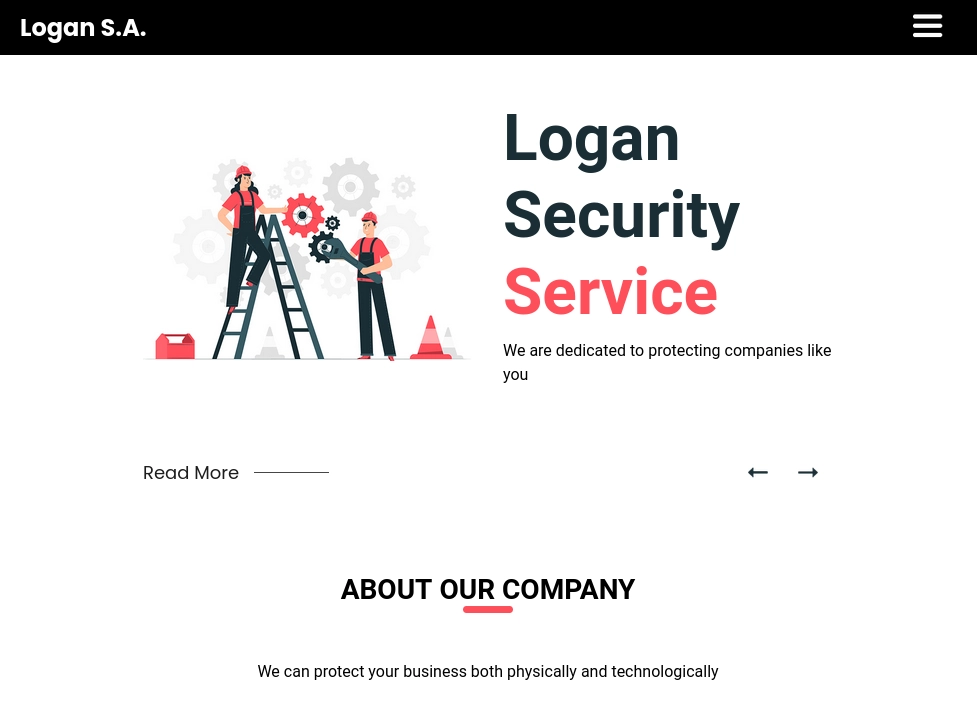 Logan S.A.
Logan
Security
Service
We are dedicated to protecting companies like
you
Read More
ABOUT OUR COMPANY
We can protect your business both physically and technologically